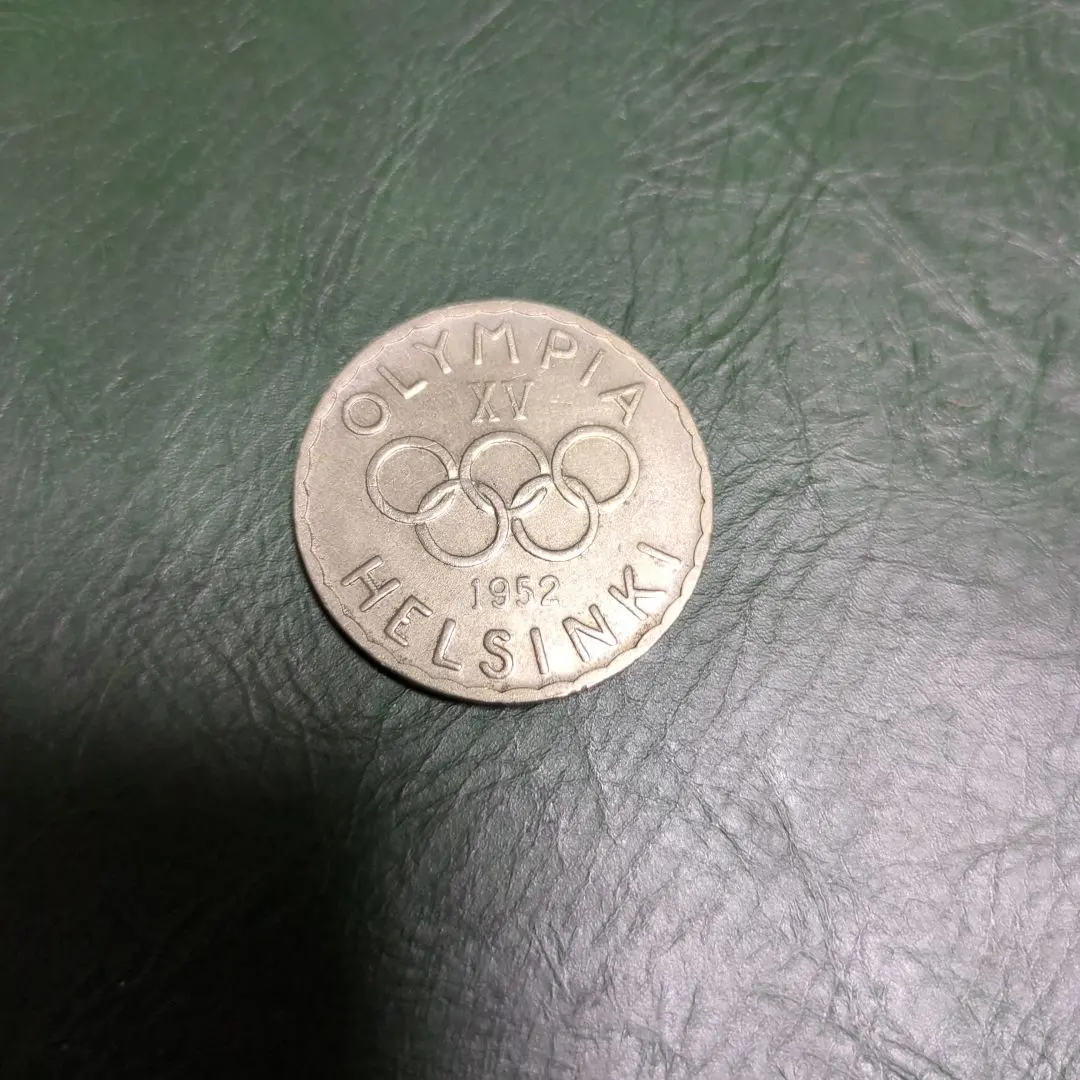 OLYMPIA
XV
1952
HELSINKI